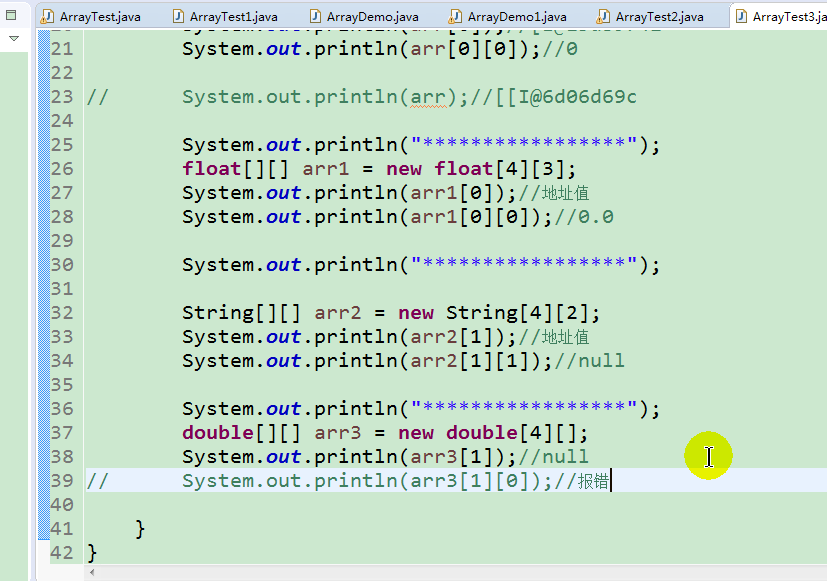 ArrayTest.java ArrayTest1.java ArrayDemo.java ArrayDemo1.java ArrayTest2.java ArrayTest3.ja
21 System.out.println(arr[0][0]);//0
22
23 // System.out.println(arr);//[[I@6d06d69c
24
25 System.out.println("*****************");
26 float[][] arr1 = new float[4][3];
27 System.out.println(arr1[0]);//地址值
28 System.out.println(arr1[0][0]);//0.0
29
30 System.out.println("*****************");
31
32 String[][] arr2 = new String[4][2];
33 System.out.println(arr2[1]);//地址值
34 System.out.println(arr2[1][1]);//null
35
36 System.out.println("*****************");
37 double[][] arr3 = new double[4][];
38 System.out.println(arr3[1]);//null
39 // System.out.println(arr3[1][0]);//报错
40
41 }
42 }